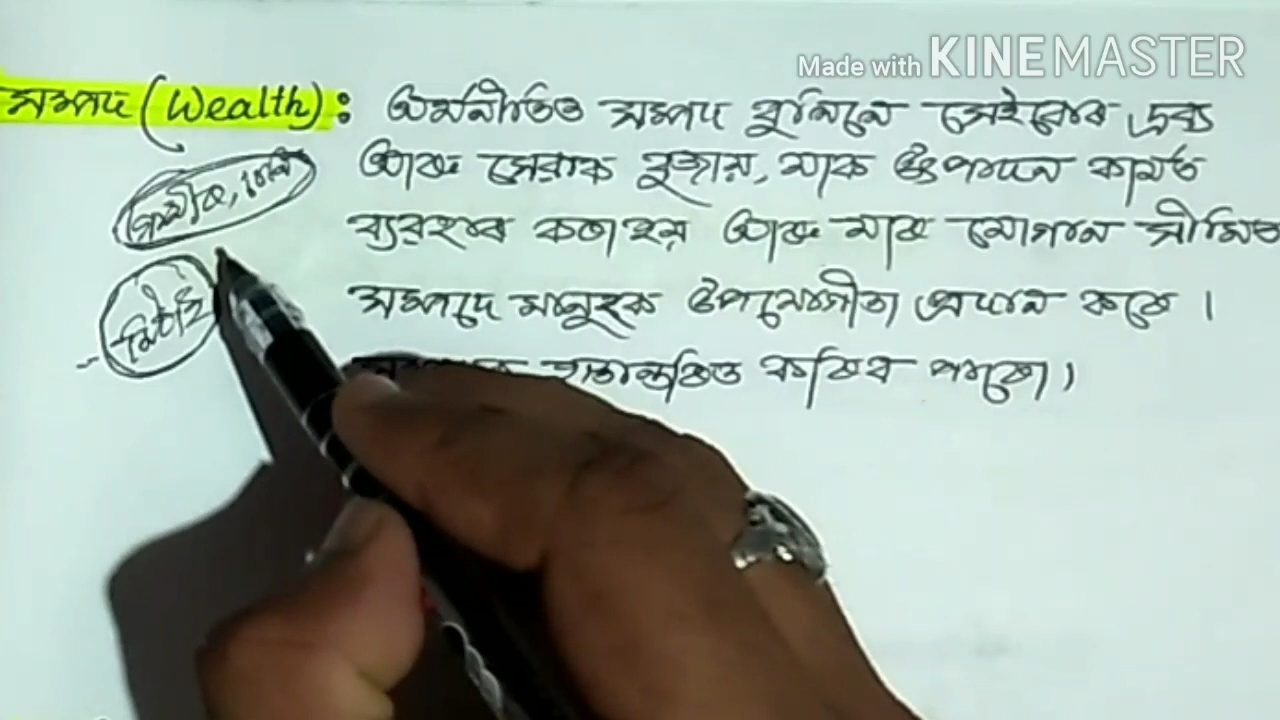 Made with KINEMASTER
সম্পদ (Wealth): অৰ্থনীতিত সম্পদ বুলিলে সেইবোৰ দ্ৰব্য
আৰু সেৱাক বুজায়, যাক উৎপাদন কাৰ্যত
ব্যৱহাৰ কৰা হয় আৰু যাৰ যোগান সীমিত
সম্পদে মানুহক উপযোগীতা প্ৰদান কৰে।
হস্তান্তৰিত কৰিব পাৰো।
মিঠাই